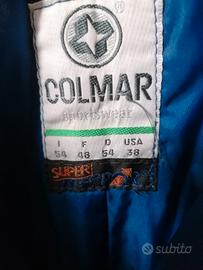 ®
COLMAR
sportswear
I F D USA
54 48 54 38
SUPER
subito